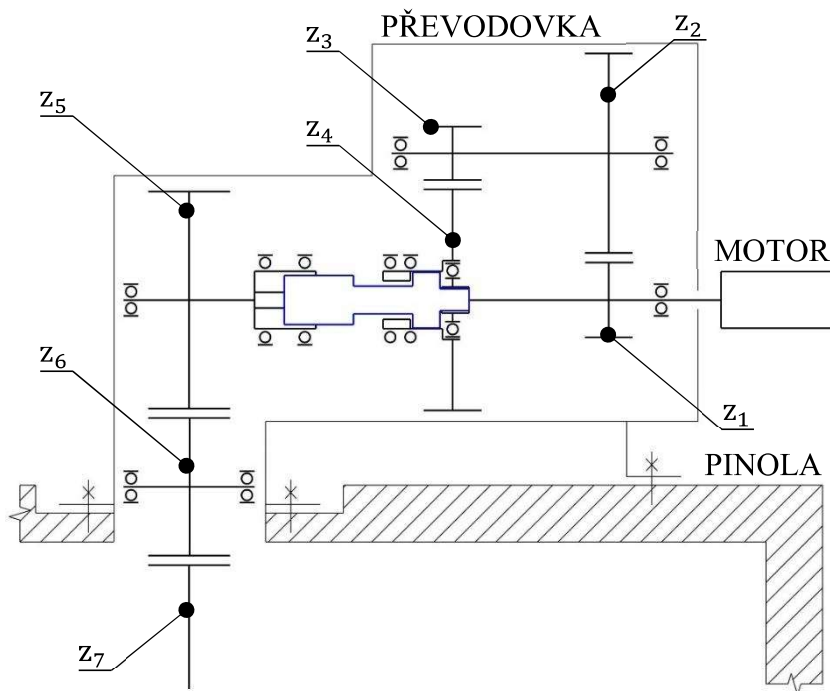 PŘEVODOVKA
z₂
z₃
z₅
z₄
MOTOR
z₆
z₁
PINOLA
z₇